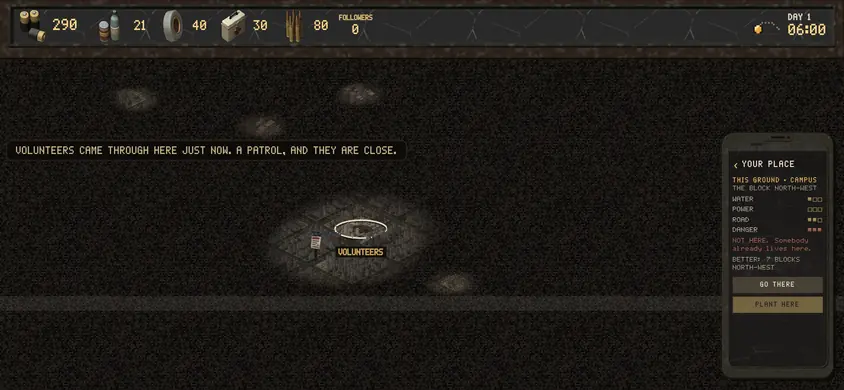 290
21
40
30
80
FOLLOWERS
0
DAY 1
06:00
VOLUNTEERS CAME THROUGH HERE JUST NOW. A PATROL, AND THEY ARE CLOSE.
VOLUNTEERS
‹ YOUR PLACE
THIS GROUND · CAMPUS
THE BLOCK NORTH-WEST
WATER
POWER
ROAD
DANGER
NOT HERE. Somebody
already lives here.
BETTER: 7 BLOCKS
NORTH-WEST
GO THERE
PLANT HERE